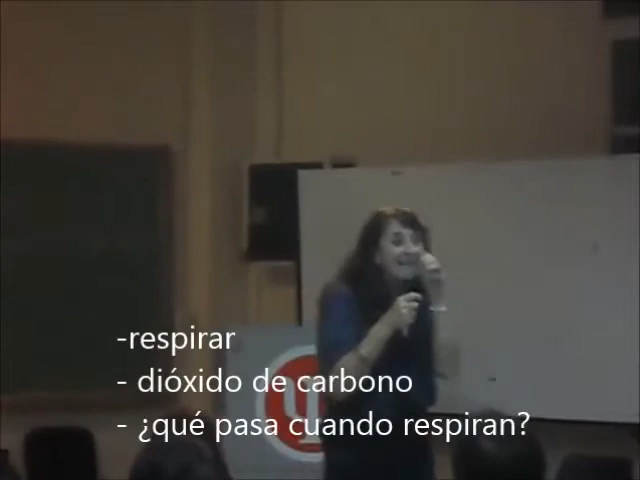 -respirar
- dióxido de carbono
- ¿qué pasa cuando respiran?